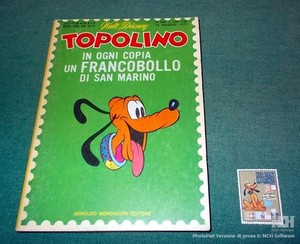 Walt Disney
TOPOLINO
IN OGNI COPIA
UN FRANCOBOLLO
DI SAN MARINO
ARNOLDO MONDADORI EDITORE
PhotoPad Versione di prova © NCH Software